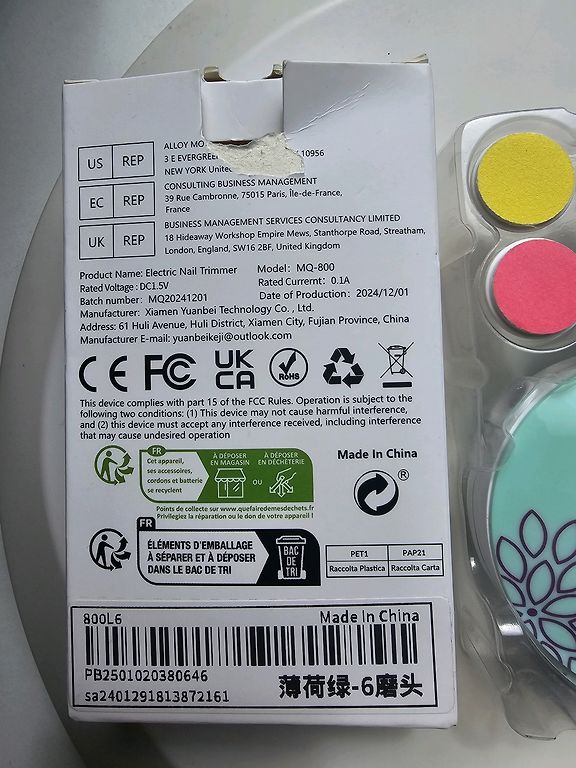 US REP
ALLOY MO
3 E EVERGREE 10956
NEW YORK Unite
EC REP
CONSULTING BUSINESS MANAGEMENT
39 Rue Cambronne, 75015 Paris, Île-de-France,
France
UK REP
BUSINESS MANAGEMENT SERVICES CONSULTANCY LIMITED
18 Hideaway Workshop Empire Mews, Stanthorpe Road, Streatham,
London, England, SW16 2BF, United Kingdom
Product Name: Electric Nail Trimmer Model: MQ-800
Rated Voltage : DC1.5V Rated Currernt: 0.1A
Batch number: MQ20241201 Date of Production: 2024/12/01
Manufacturer: Xiamen Yuanbei Technology Co. , Ltd.
Address: 61 Huli Avenue, Huli District, Xiamen City, Fujian Province, China
Manufacturer E-mail: yuanbeikeji@outlook.com
CE FC UK CA RoHS
This device complies with part 15 of the FCC Rules. Operation is subject to the
following two conditions: (1) This device may not cause harmful interference,
and (2) this device must accept any interference received, including interference
that may cause undesired operation
FR
Cet appareil,
ses accessoires,
cordons et batterie
se recyclent
À DÉPOSER
EN MAGASIN
OU
À DÉPOSER
EN DÉCHÈTERIE
Points de collecte sur www.quefairedemesdechets.fr
Privilégiez la réparation ou le don de votre appareil !
Made In China
®
FR
ÉLÉMENTS D'EMBALLAGE
À SÉPARER ET À DÉPOSER
DANS LE BAC DE TRI
BAC
DE
TRI
PET1 PAP21
Raccolta Plastica Raccolta Carta
800L6 Made In China
PB2501020380646
sa2401291813872161
薄荷绿-6磨头